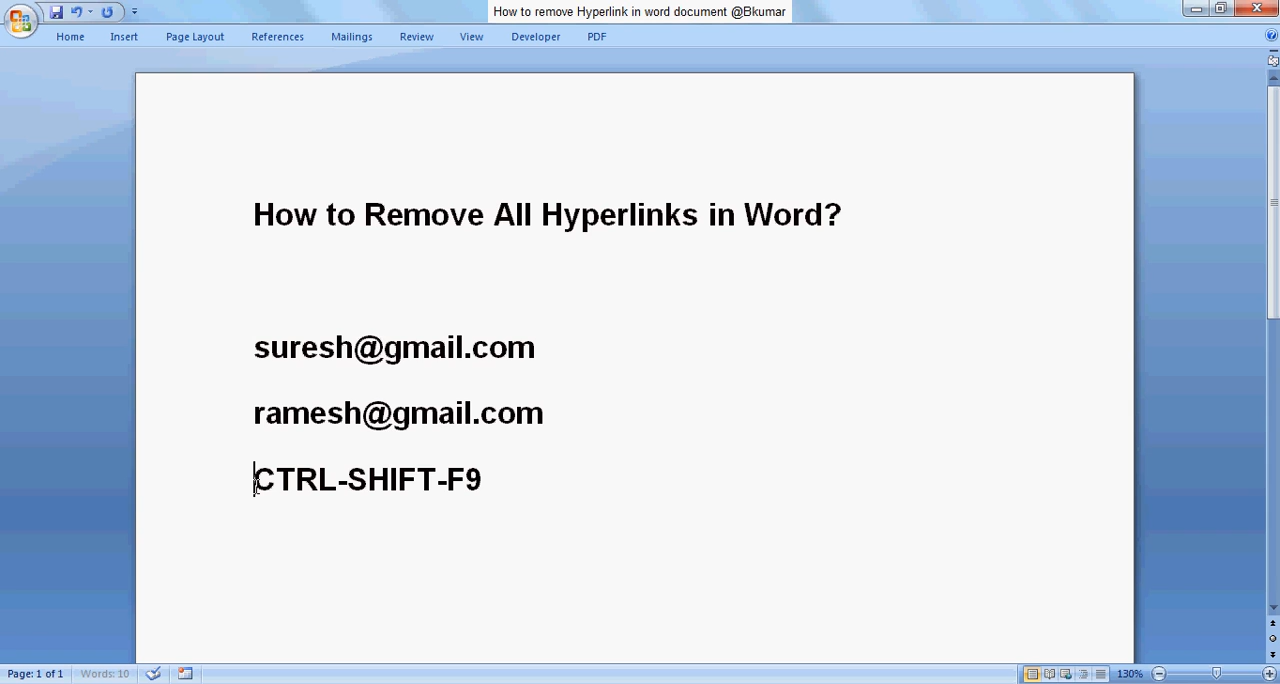 How to remove Hyperlink in word document @Bkumar
Home Insert Page Layout References Mailings Review View Developer PDF
How to Remove All Hyperlinks in Word?
suresh@gmail.com
ramesh@gmail.com
CTRL-SHIFT-F9
Page: 1 of 1 Words: 10 130%